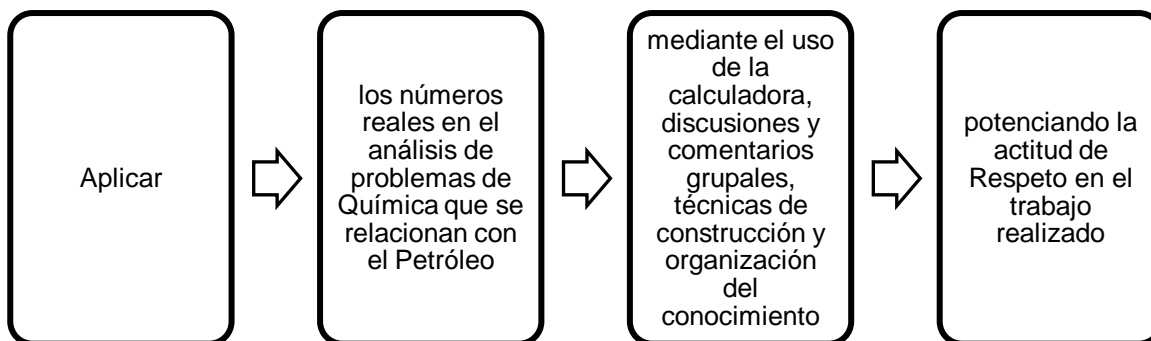 Aplicar
los números
reales en el
análisis de
problemas de
Química que se
relacionan con
el Petróleo
mediante el uso
de la
calculadora,
discusiones y
comentarios
grupales,
técnicas de
construcción y
organización
del
conocimiento
potenciando la
actitud de
Respeto en el
trabajo
realizado